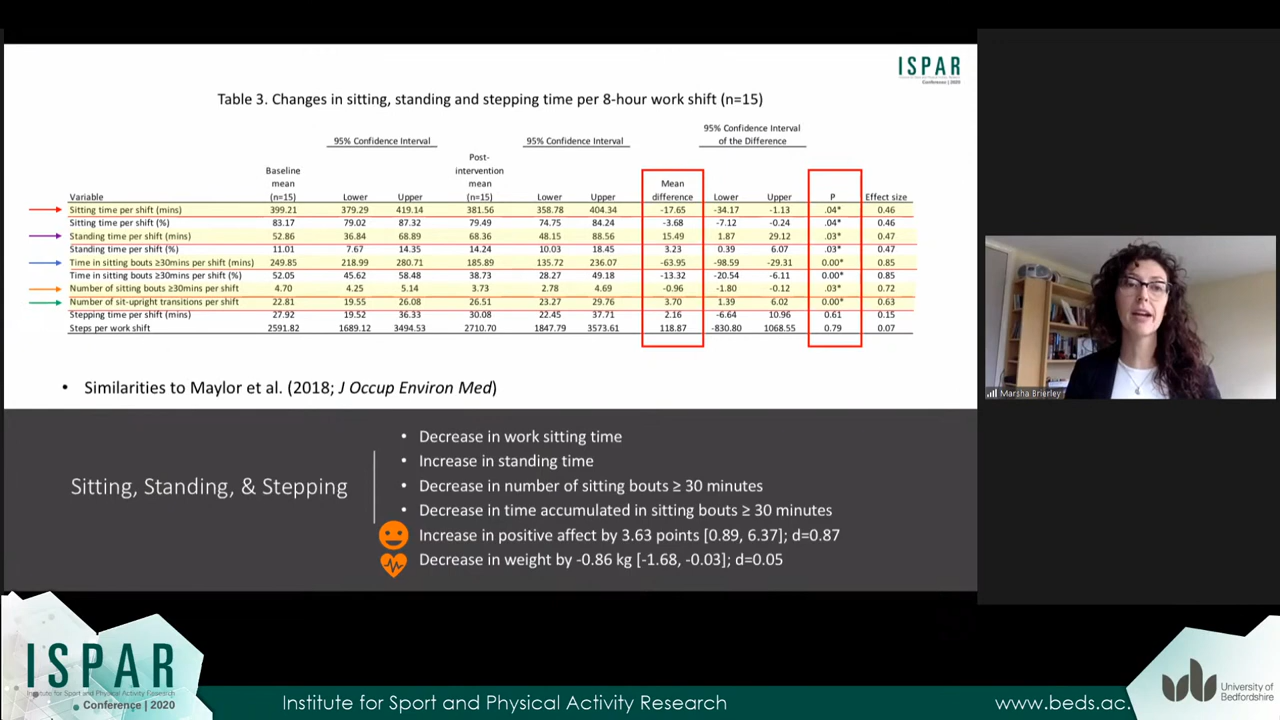 ISPAR
Conference | 2020
Table 3. Changes in sitting, standing and stepping time per 8-hour work shift (n=15)
95% Confidence Interval 95% Confidence Interval 95% Confidence Interval of the Difference
Variable Baseline mean (n=15) Lower Upper Post-intervention mean (n=15) Lower Upper Mean difference Lower Upper P Effect size
Sitting time per shift (mins) 399.21 379.29 419.14 381.56 358.78 404.34 -17.65 -34.17 -1.13 .04* 0.46
Sitting time per shift (%) 83.17 79.02 87.32 79.49 74.75 84.24 -3.68 -7.12 -0.24 .04* 0.46
Standing time per shift (mins) 52.86 36.84 68.89 68.36 48.15 88.56 15.49 1.87 29.12 .03* 0.47
Standing time per shift (%) 11.01 7.67 14.35 14.24 10.03 18.45 3.23 0.39 6.07 .03* 0.47
Time in sitting bouts ≥30mins per shift (mins) 249.85 218.99 280.71 185.89 135.72 236.07 -63.95 -98.59 -29.31 0.00* 0.85
Time in sitting bouts ≥30mins per shift (%) 52.05 45.62 58.48 38.73 28.27 49.18 -13.32 -20.54 -6.11 0.00* 0.85
Number of sitting bouts ≥30mins per shift 4.70 4.25 5.14 3.73 2.78 4.69 -0.96 -1.80 -0.12 .03* 0.72
Number of sit-upright transitions per shift 22.81 19.55 26.08 26.51 23.27 29.76 3.70 1.39 6.02 0.00* 0.63
Stepping time per shift (mins) 27.92 19.52 36.33 30.08 22.45 37.71 2.16 -6.64 10.96 0.61 0.15
Steps per work shift 2591.82 1689.12 3494.53 2710.70 1847.79 3573.61 118.87 -830.80 1068.55 0.79 0.07
• Similarities to Maylor et al. (2018; J Occup Environ Med)
Marsha Brierley
Sitting, Standing, & Stepping
• Decrease in work sitting time
• Increase in standing time
• Decrease in number of sitting bouts ≥ 30 minutes
• Decrease in time accumulated in sitting bouts ≥ 30 minutes
• Increase in positive affect by 3.63 points [0.89, 6.37]; d=0.87
• Decrease in weight by -0.86 kg [-1.68, -0.03]; d=0.05
ISPAR
Institute for Sport and Physical Activity Research
Conference | 2020
Institute for Sport and Physical Activity Research
www.beds.ac.
University of
Bedfordshire